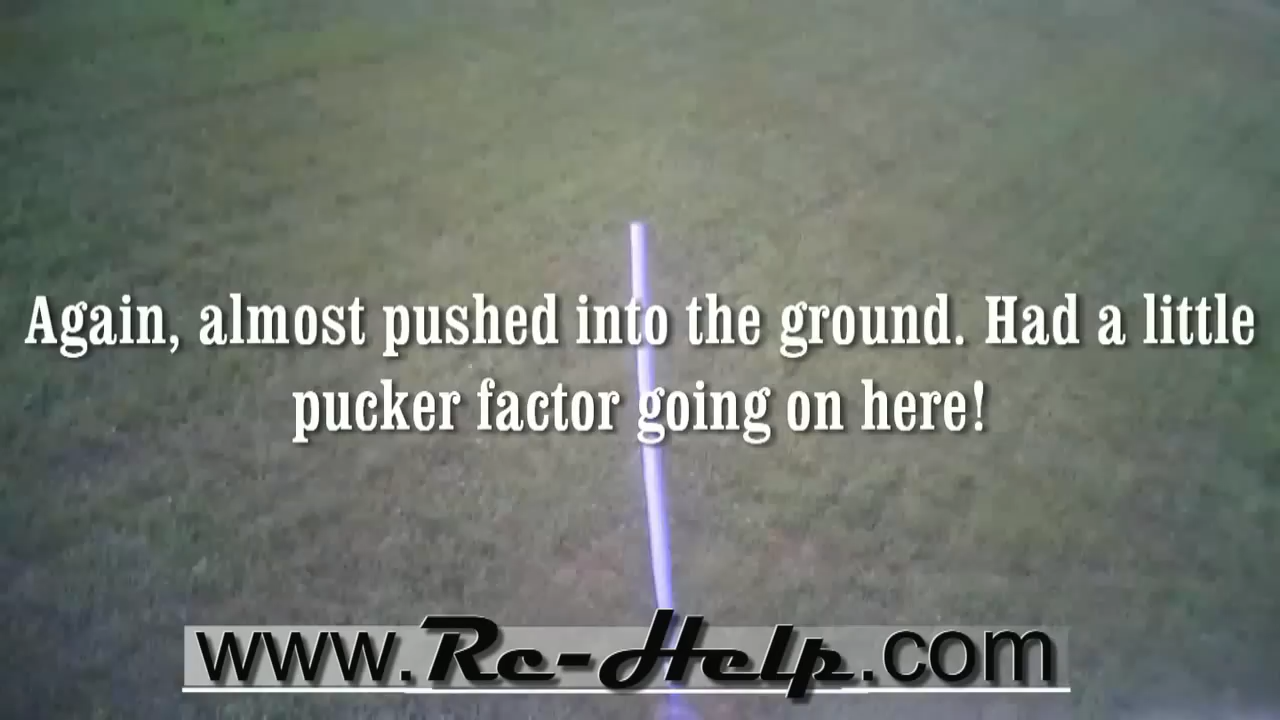 Again, almost pushed into the ground. Had a little
pucker factor going on here!
www.Rc-Help.com